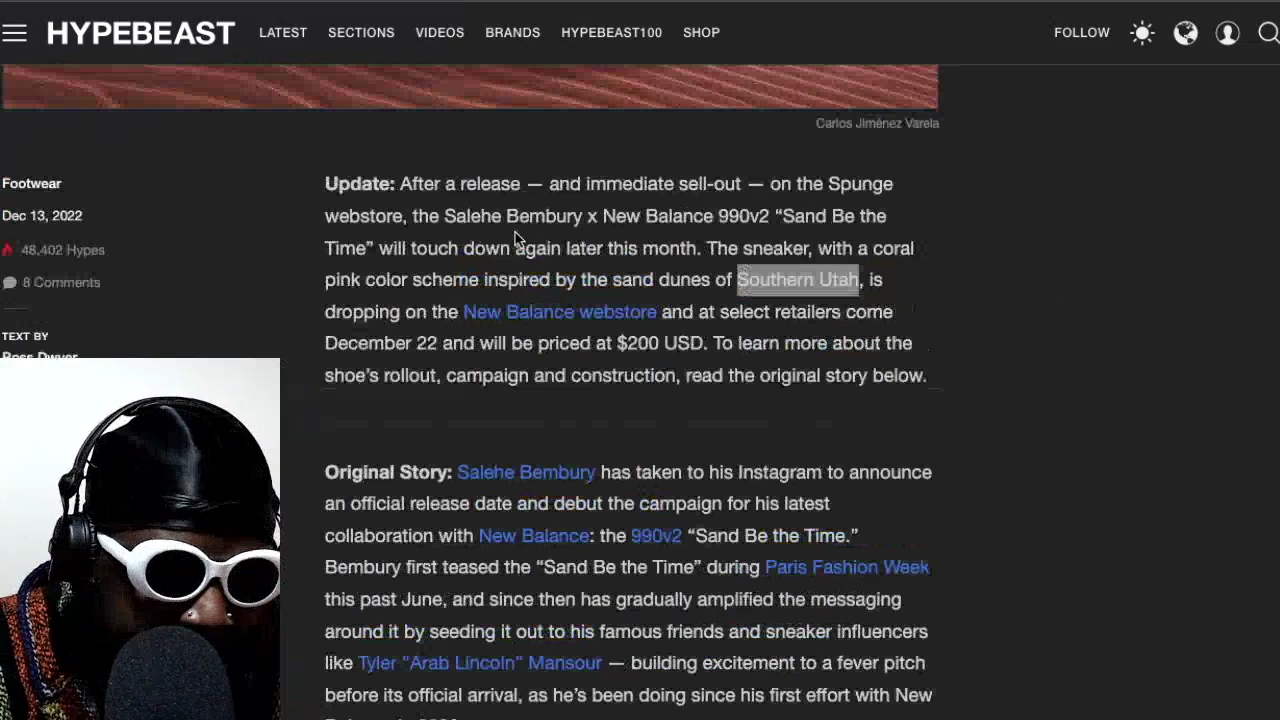 HYPEBEAST LATEST SECTIONS VIDEOS BRANDS HYPEBEAST100 SHOP FOLLOW
Carlos Jiménez Varela
Footwear
Dec 13, 2022
48,402 Hypes
8 Comments
TEXT BY
Ross Dwyer
Update: After a release — and immediate sell-out — on the Spunge
webstore, the Salehe Bembury x New Balance 990v2 “Sand Be the
Time” will touch down again later this month. The sneaker, with a coral
pink color scheme inspired by the sand dunes of Southern Utah, is
dropping on the New Balance webstore and at select retailers come
December 22 and will be priced at $200 USD. To learn more about the
shoe’s rollout, campaign and construction, read the original story below.
Original Story: Salehe Bembury has taken to his Instagram to announce
an official release date and debut the campaign for his latest
collaboration with New Balance: the 990v2 “Sand Be the Time.”
Bembury first teased the “Sand Be the Time” during Paris Fashion Week
this past June, and since then has gradually amplified the messaging
around it by seeding it out to his famous friends and sneaker influencers
like Tyler "Arab Lincoln" Mansour — building excitement to a fever pitch
before its official arrival, as he’s been doing since his first effort with New